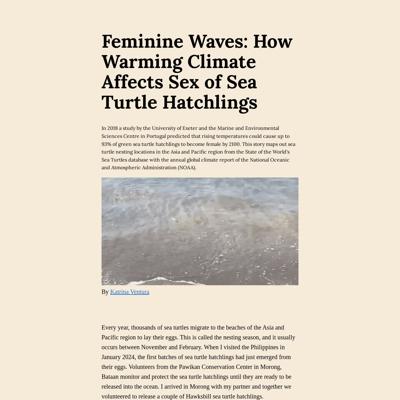 Feminine Waves: How
Warming Climate
Affects Sex of Sea
Turtle Hatchlings
In 2018 a study by the University of Exeter and the Marine and Environmental
Sciences Centre in Portugal predicted that rising temperatures could cause up to
93% of green sea turtle hatchlings to become female by 2100. This story maps out sea
turtle nesting locations in the Asia and Pacific region from the State of the World's
Sea Turtles database with the annual global climate report of the National Oceanic
and Atmospheric Administration (NOAA).
By Katrina Ventura
Every year, thousands of sea turtles migrate to the beaches of the Asia and
Pacific region to lay their eggs. This is called the nesting season, and it usually
occurs between November and February. When I visited the Philippines in
January 2024, the first batches of sea turtle hatchlings had just emerged from
their eggs. Volunteers from the Pawikan Conservation Center in Morong,
Bataan monitor and protect the sea turtle hatchlings until they are ready to be
released into the ocean. I arrived in Morong with my partner and together we
volunteered to release a couple of Hawksbill sea turtle hatchlings.